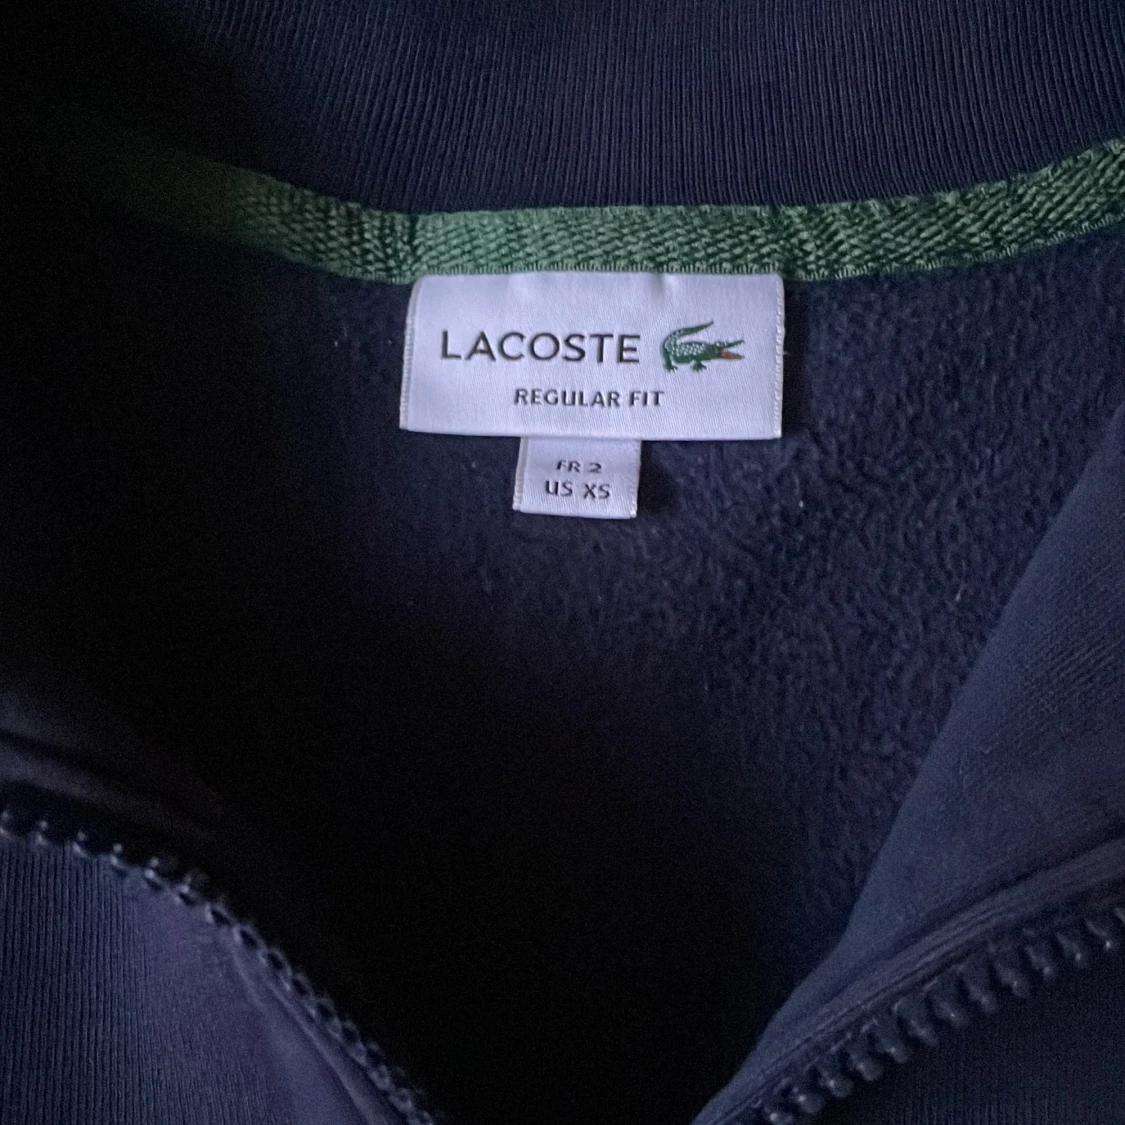 LACOSTE
REGULAR FIT
FR 2
US XS